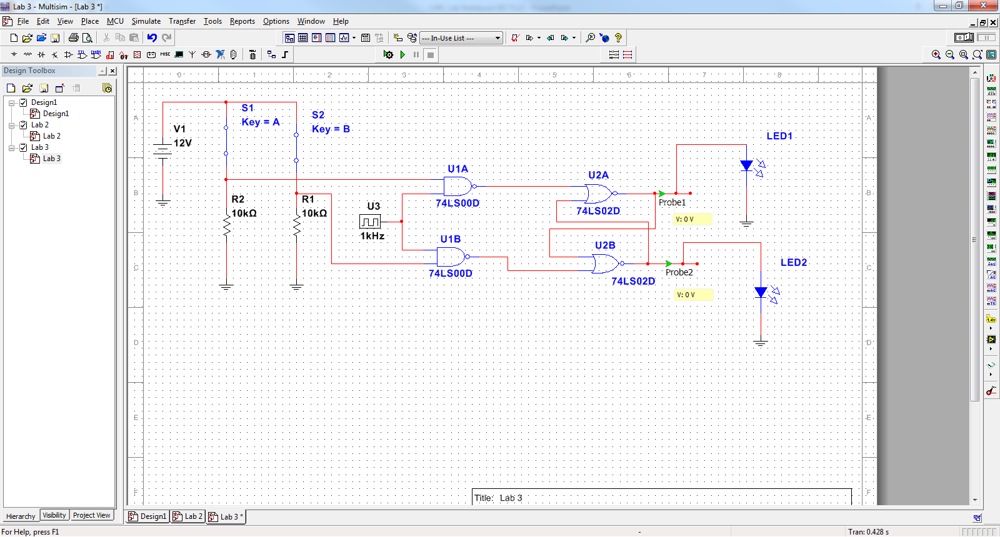 Lab 3 - Multisim - [Lab 3 *]
File Edit View Place MCU Simulate Transfer Tools Reports Options Window Help
--- In-Use List ---
MISC
Design Toolbox
Design1
Design1
Lab 2
Lab 2
Lab 3
Lab 3
0 1 2 3 4 5 6 7 8
A A
B B
C C
D D
E E
F F
V1
12V
S1
Key = A
S2
Key = B
R2
10kΩ
R1
10kΩ
U3
1kHz
U1A
74LS00D
U1B
74LS00D
U2A
74LS02D
U2B
74LS02D
Probe1
V: 0 V
Probe2
V: 0 V
LED1
LED2
1.4v
Title: Lab 3
Hierarchy Visibility Project View
Design1 Lab 2 Lab 3 *
For Help, press F1
-
Tran: 0.428 s